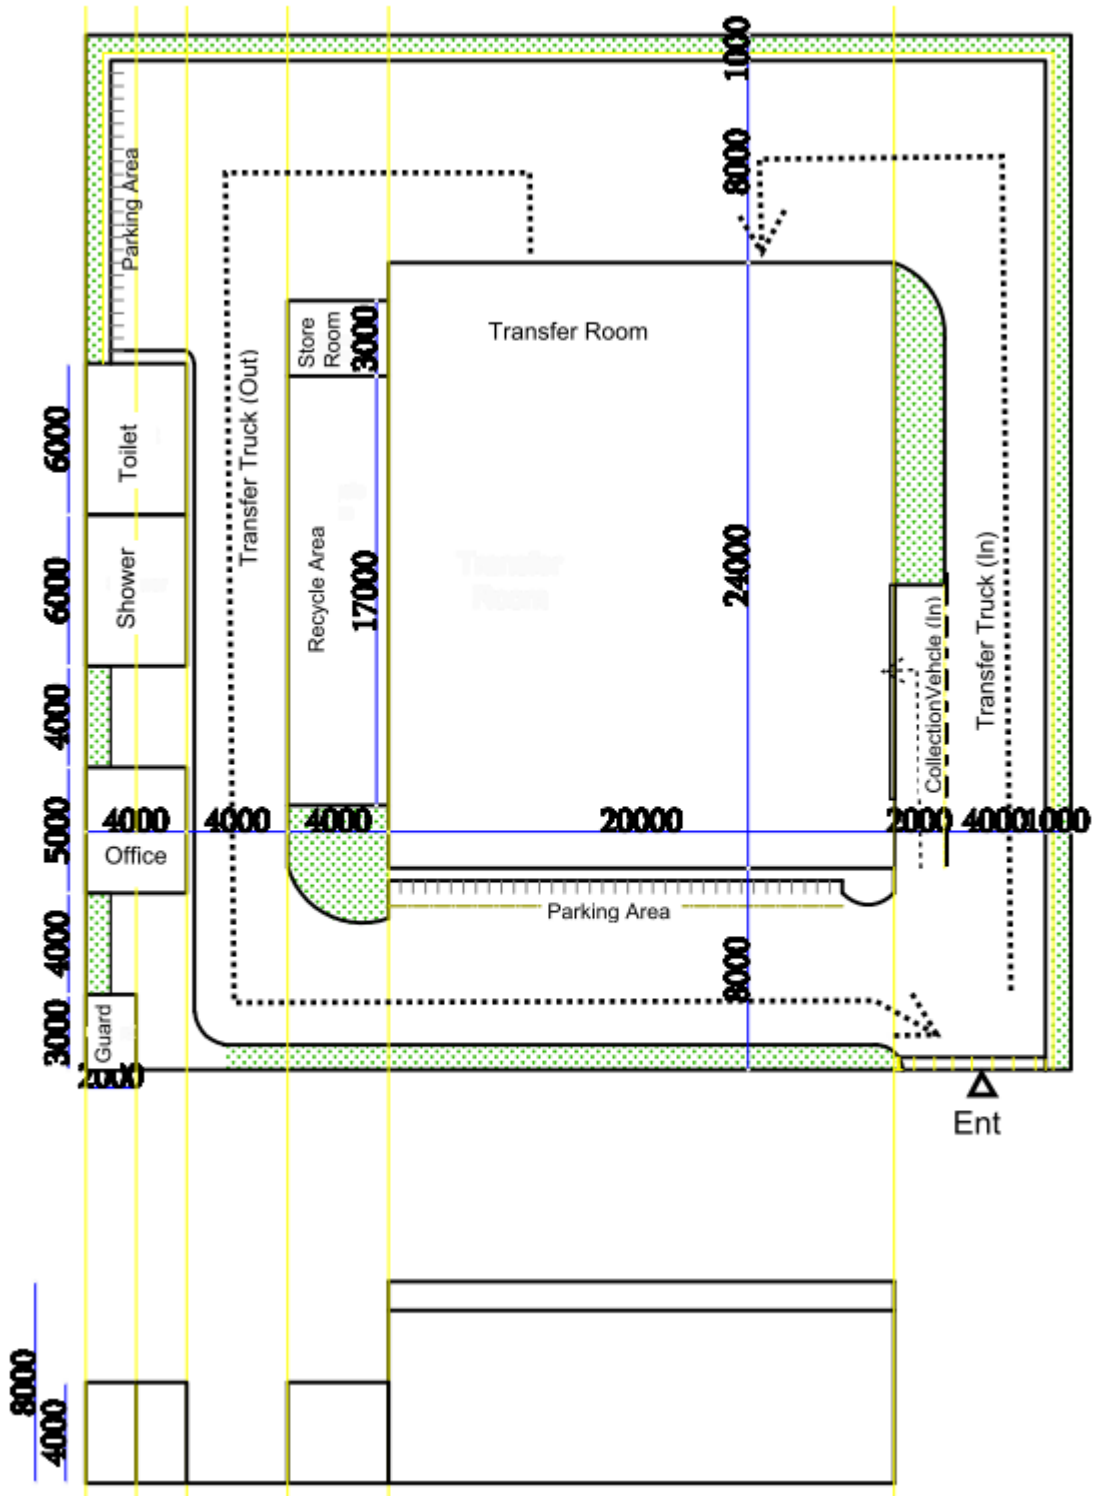 1000
8000
Parking Area
Transfer Room
Store
Room
3000
Transfer Truck (Out)
6000
Toilet
Recycle Area
17000
24000
Transfer
Room
Transfer Truck (In)
6000
Shower
CollectionVehcle (In)
4000
5000
4000
4000
4000
20000
2000
4000
1000
Office
Parking Area
4000
8000
3000
Guard
2000
Ent
8000
4000